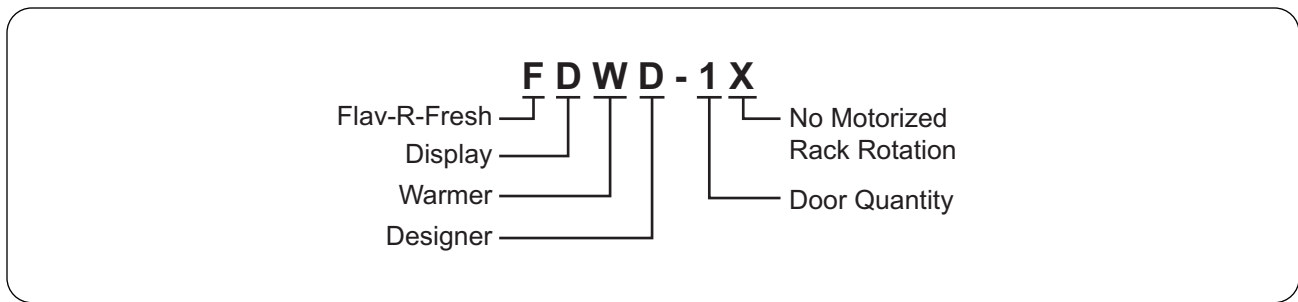 F D W D - 1 X
Flav-R-Fresh
Display
Warmer
Designer
No Motorized
Rack Rotation
Door Quantity